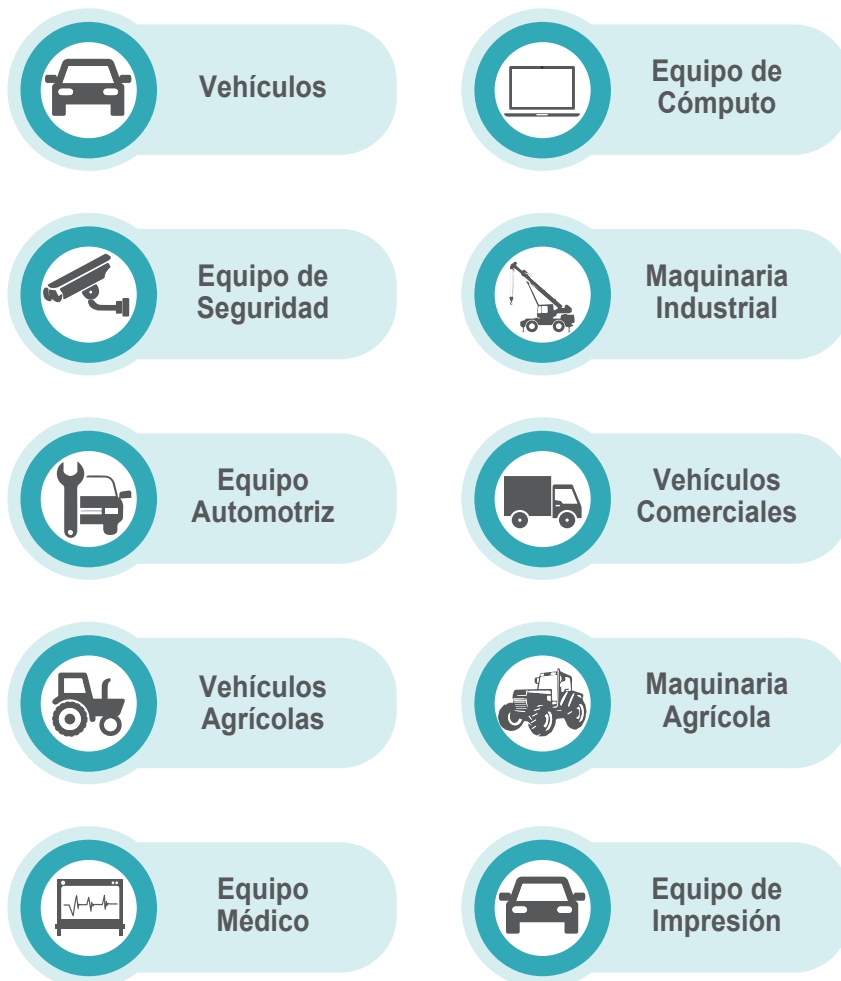 Vehículos
Equipo de
Cómputo
Equipo de
Seguridad
Maquinaria
Industrial
Equipo
Automotriz
Vehículos
Comerciales
Vehículos
Agrícolas
Maquinaria
Agrícola
Equipo
Médico
Equipo de
Impresión